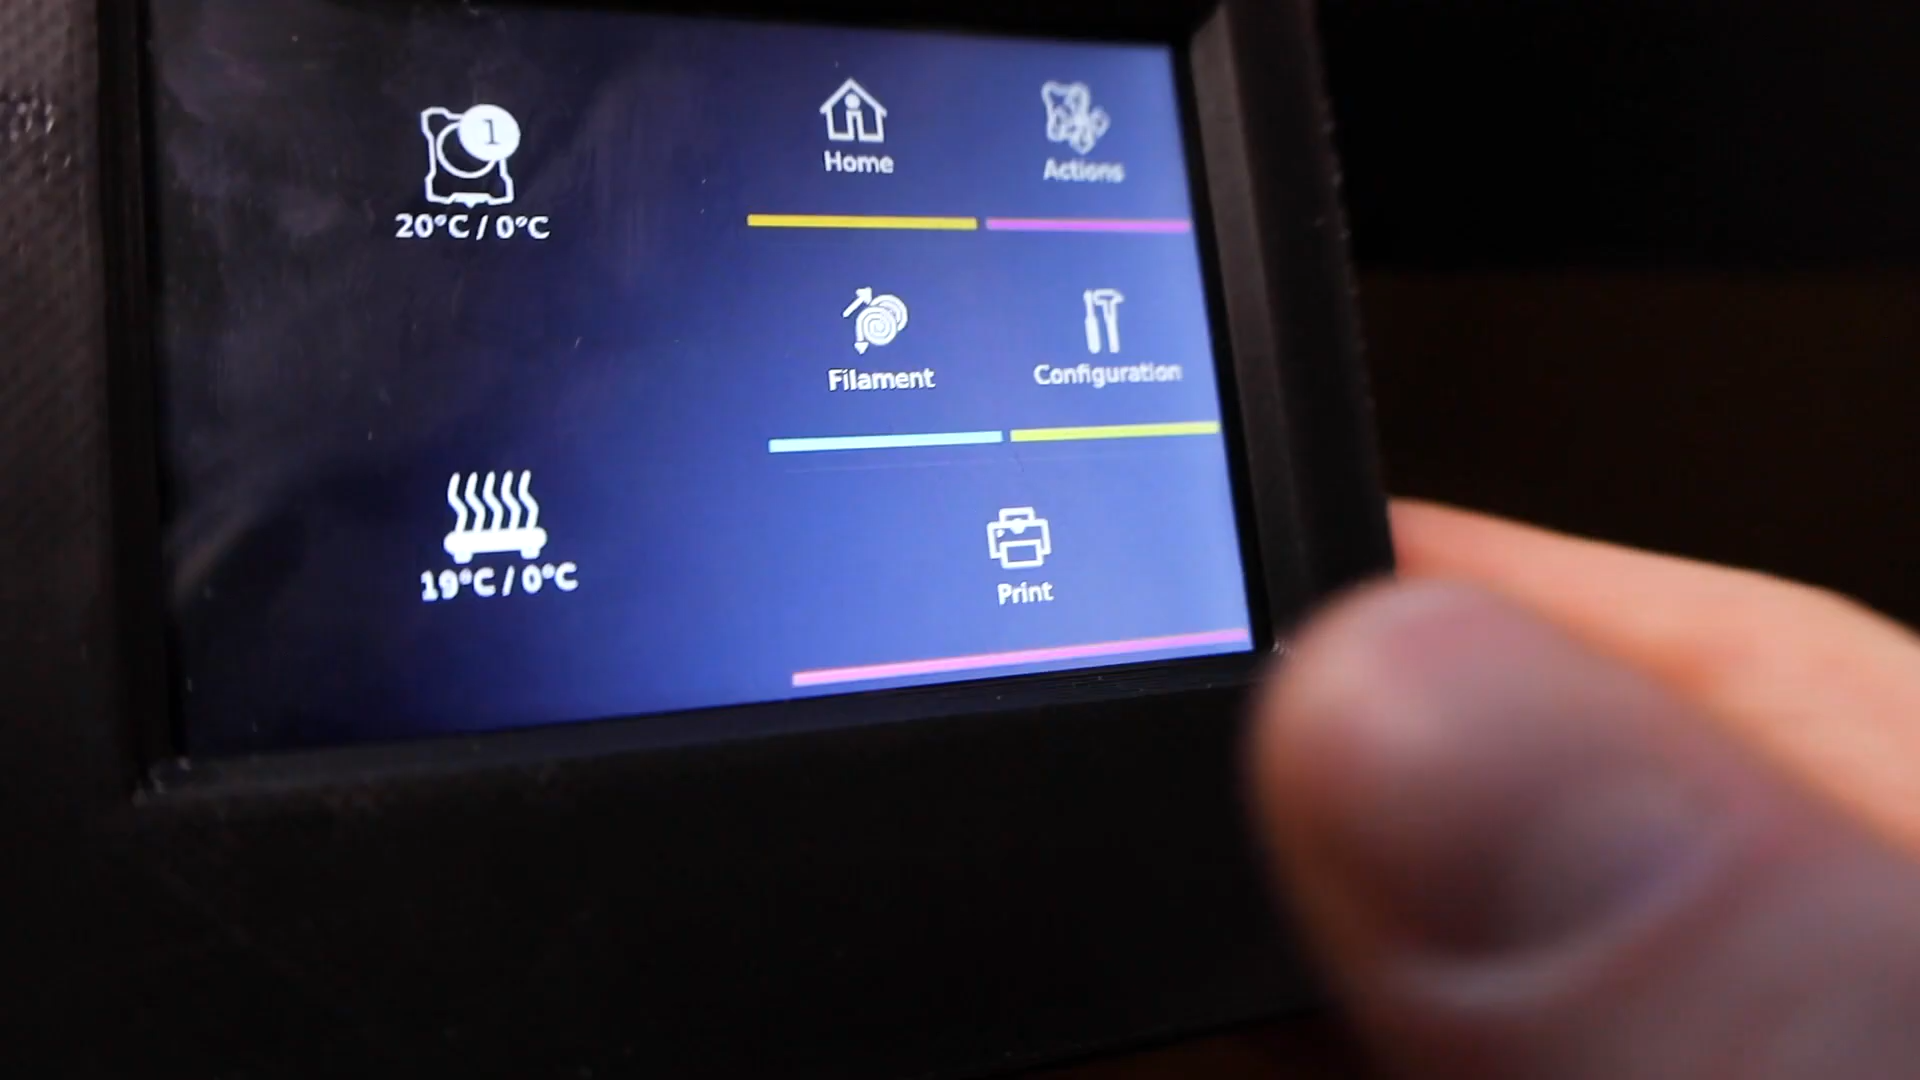 1
20°C / 0°C
19°C / 0°C
Home
Actions
Filament
Configuration
Print